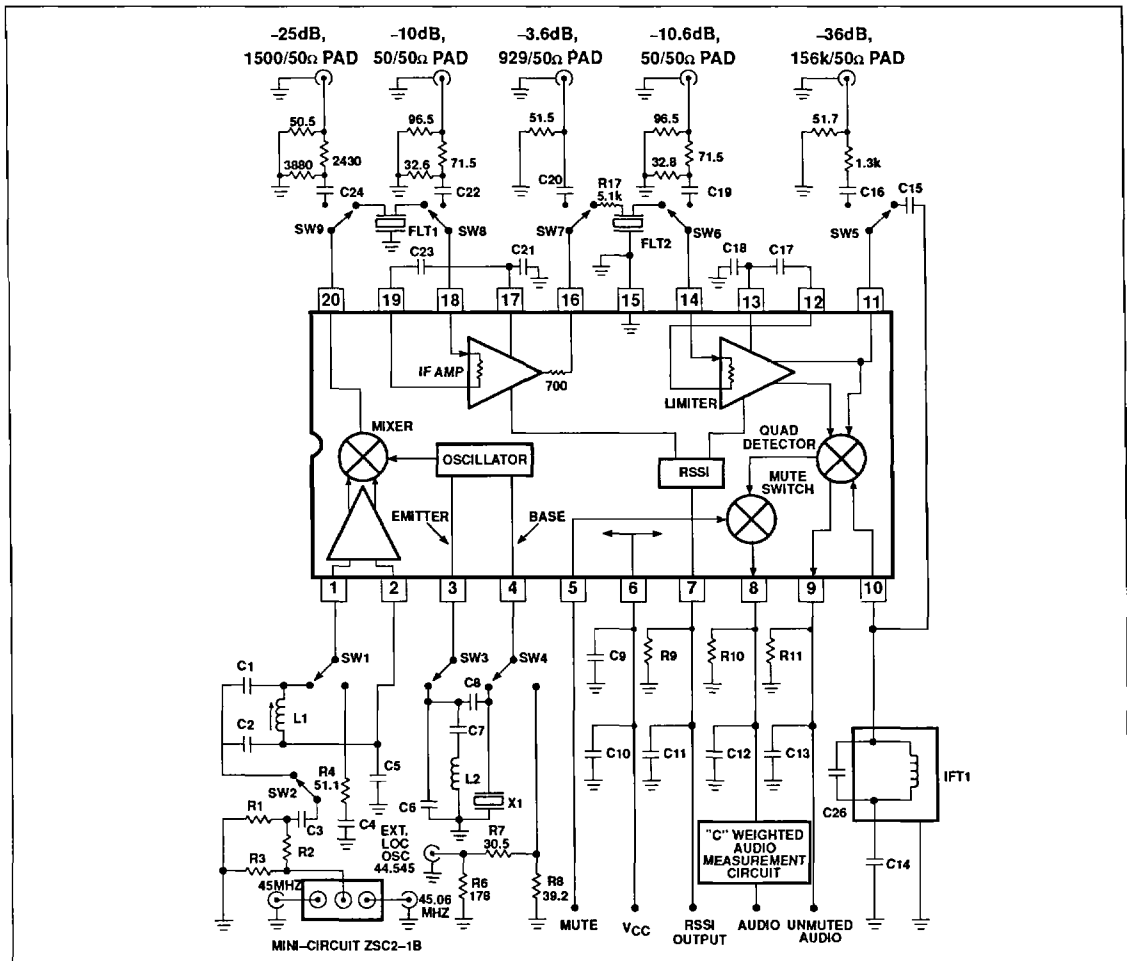 –25dB, –10dB, –3.6dB, –10.6dB, –36dB,
1500/50Ω PAD 50/50Ω PAD 929/50Ω PAD 50/50Ω PAD 156k/50Ω PAD
50.5 96.5 51.5 96.5 51.7
3880 2430 32.6 71.5 C20 32.8 71.5 1.3k
C24 C22 R17 5.1k C19 C16 C15
SW9 FLT1 SW8 SW7 FLT2 SW6 SW5
C23 C21 C18 C17
20 19 18 17 16 15 14 13 12 11
IF AMP 700 LIMITER
MIXER QUAD
DETECTOR
OSCILLATOR RSSI MUTE
SWITCH
EMITTER BASE
1 2 3 4 5 6 7 8 9 10
SW1 SW3 SW4 C9 R9 R10 R11
C1 C8
L1 C7
C2 C10 C11 C12 C13 IFT1
R4
51.1 C5 L2
SW2 C6 X1 C26
R1 C3 C4 EXT.
LOC
OSC
44.545 R7
30.5 "C" WEIGHTED
AUDIO
MEASUREMENT
CIRCUIT C14
R2
R3 R6
178 R8
39.2
45MHZ 45.06
MHZ MUTE VCC RSSI
OUTPUT AUDIO UNMUTED
AUDIO
MINI–CIRCUIT ZSC2–1B